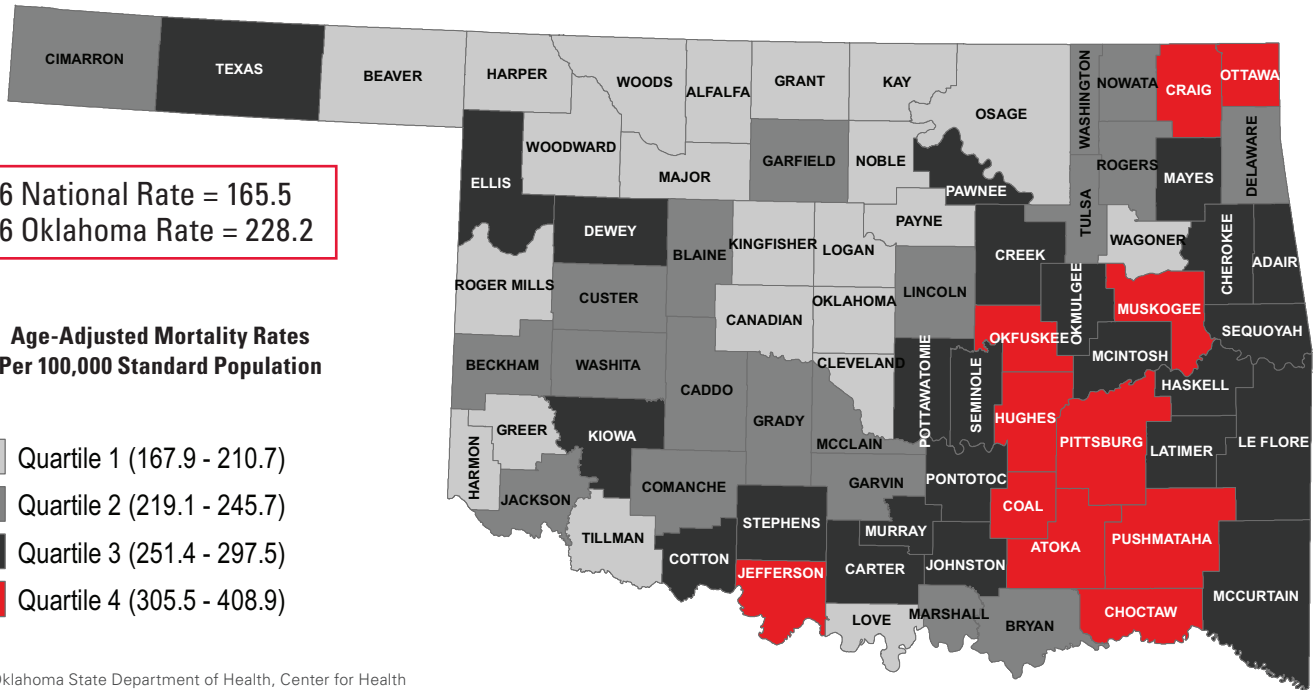 CIMARRON
TEXAS
BEAVER
HARPER
WOODS
ALFALFA
GRANT
KAY
OSAGE
WASHINGTON
NOWATA
CRAIG
OTTAWA
WOODWARD
MAJOR
GARFIELD
NOBLE
PAWNEE
ROGERS
MAYES
DELAWARE
ELLIS
6 National Rate = 165.5
6 Oklahoma Rate = 228.2
DEWEY
BLAINE
KINGFISHER
LOGAN
PAYNE
CREEK
TULSA
WAGONER
CHEROKEE
ADAIR
ROGER MILLS
CUSTER
CANADIAN
OKLAHOMA
LINCOLN
OKMULGEE
MUSKOGEE
SEQUOYAH
Age-Adjusted Mortality Rates
Per 100,000 Standard Population
BECKHAM
WASHITA
CADDO
CLEVELAND
POTTAWATOMIE
SEMINOLE
OKFUSKEE
MCINTOSH
HASKELL
HARMON
GREER
KIOWA
GRADY
MCCLAIN
HUGHES
PITTSBURG
LATIMER
LE FLORE
Quartile 1 (167.9 - 210.7)
Quartile 2 (219.1 - 245.7)
Quartile 3 (251.4 - 297.5)
Quartile 4 (305.5 - 408.9)
JACKSON
COMANCHE
GARVIN
PONTOTOC
COAL
TILLMAN
COTTON
STEPHENS
MURRAY
JOHNSTON
ATOKA
PUSHMATAHA
JEFFERSON
CARTER
LOVE
MARSHALL
BRYAN
CHOCTAW
MCCURTAIN
klahoma State Department of Health, Center for Health